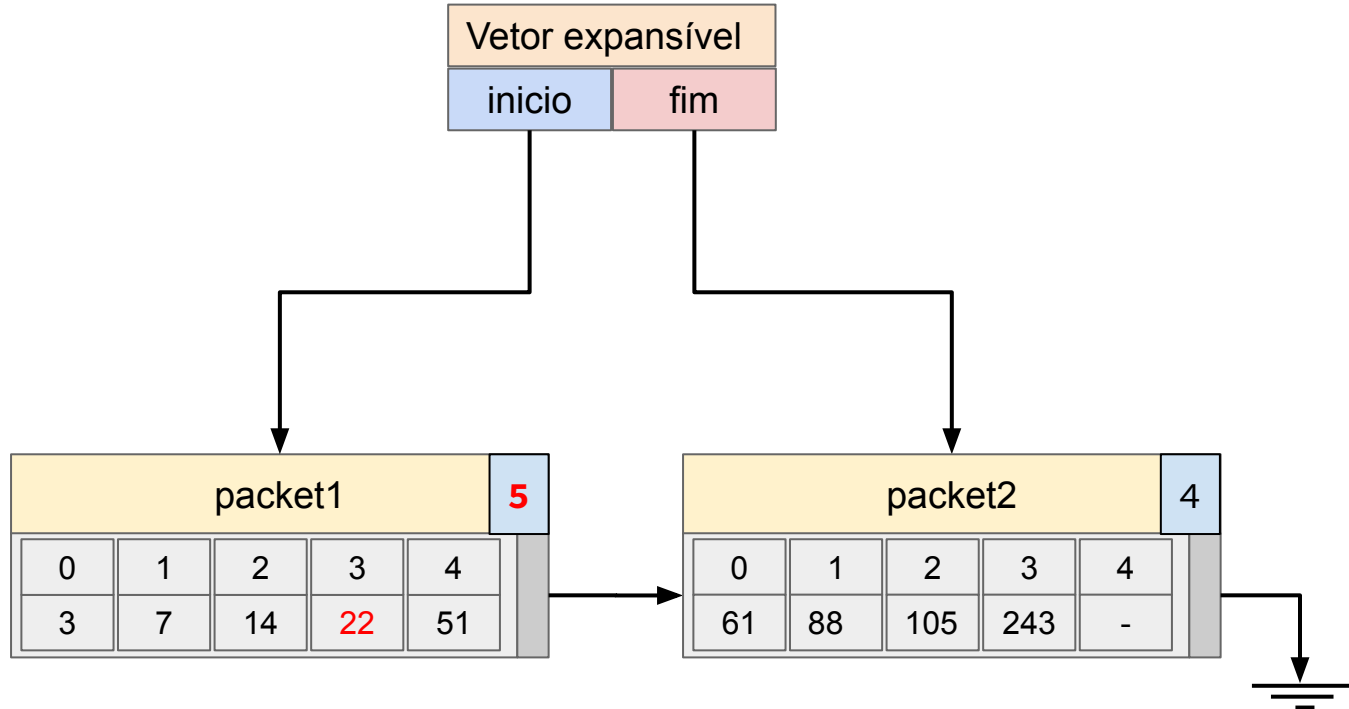 Vetor expansível
inicio fim
packet1 5
0 1 2 3 4
3 7 14 22 51
packet2 4
0 1 2 3 4
61 88 105 243 -